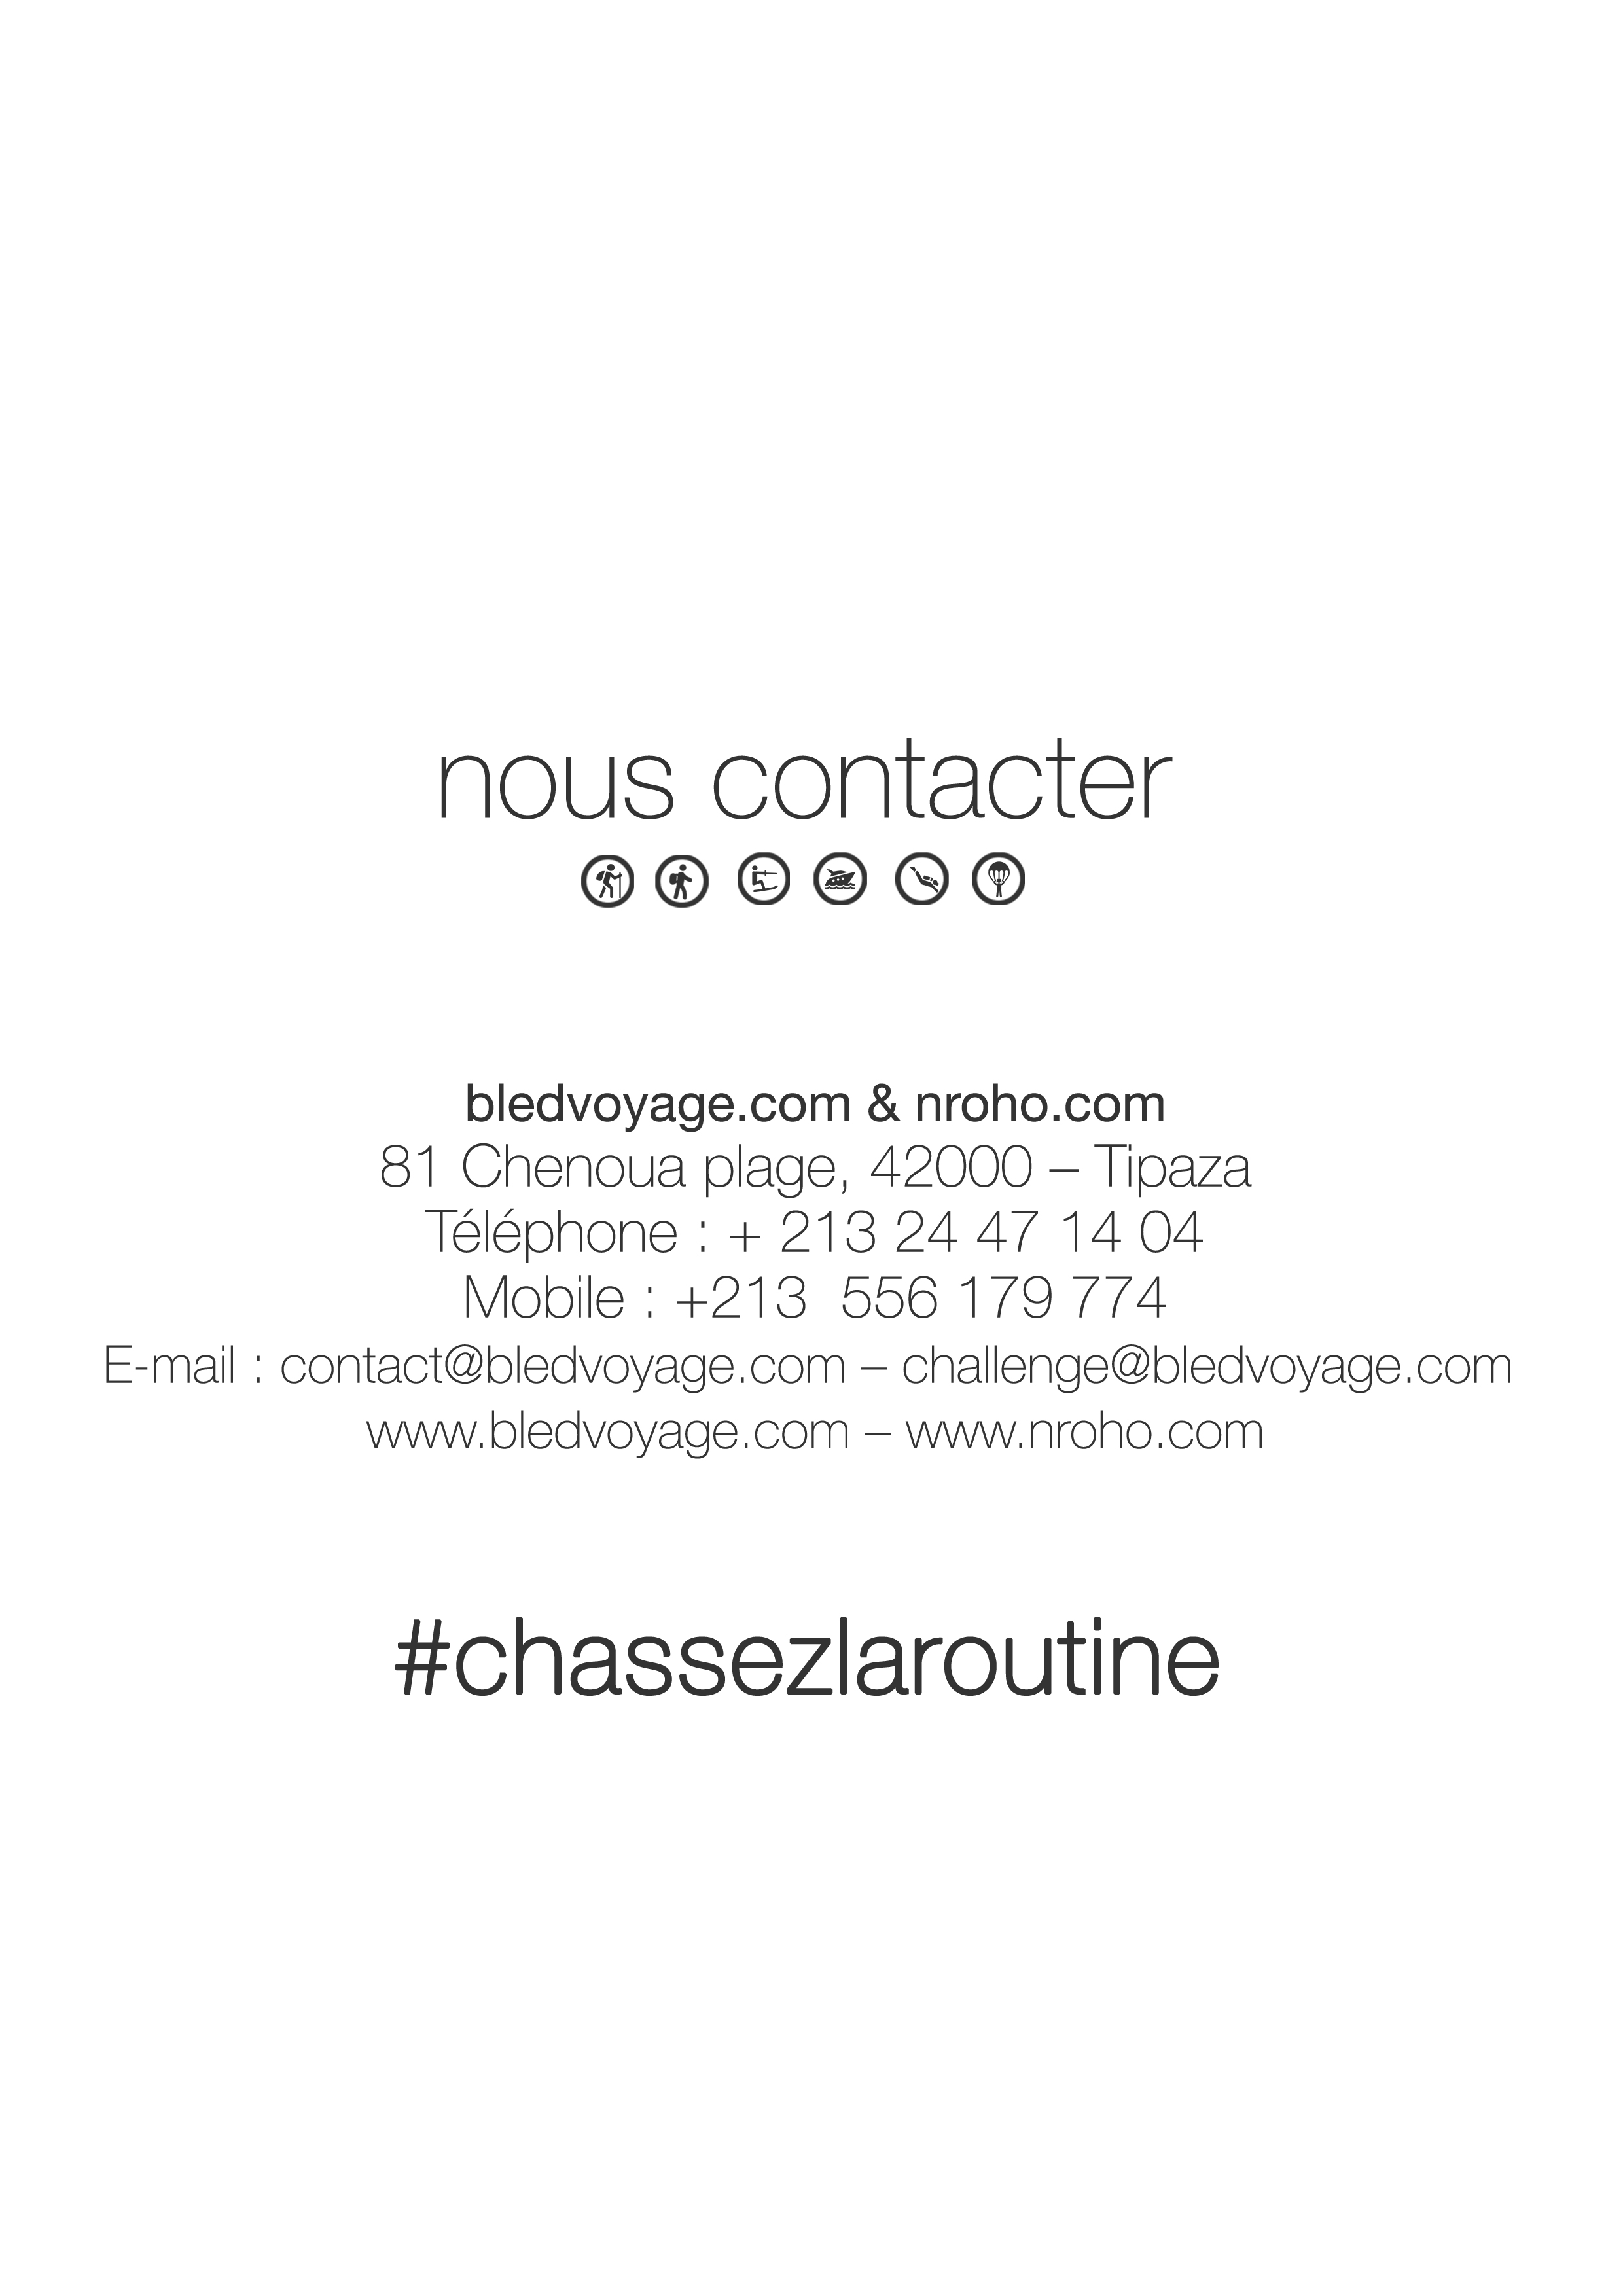 nous contacter
bledvoyage.com & nroho.com
81 Chenoua plage, 42000 – Tipaza
Téléphone : + 213 24 47 14 04
Mobile : +213  556 179 774
E-mail : contact@bledvoyage.com – challenge@bledvoyage.com
www.bledvoyage.com – www.nroho.com
#chassezlaroutine